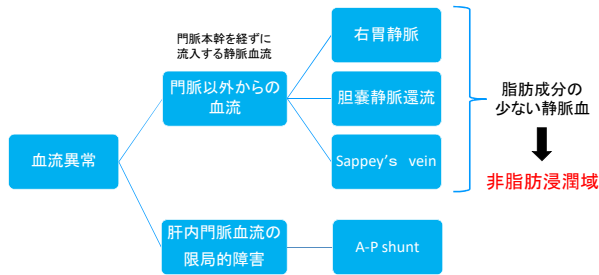 門脈本幹を経ずに
流入する静脈血流
右胃静脈
門脈以外からの
血流
胆嚢静脈還流
脂肪成分の
少ない静脈血
血流異常
Sappey's vein
非脂肪浸潤域
肝内門脈血流の
限局的障害
A-P shunt